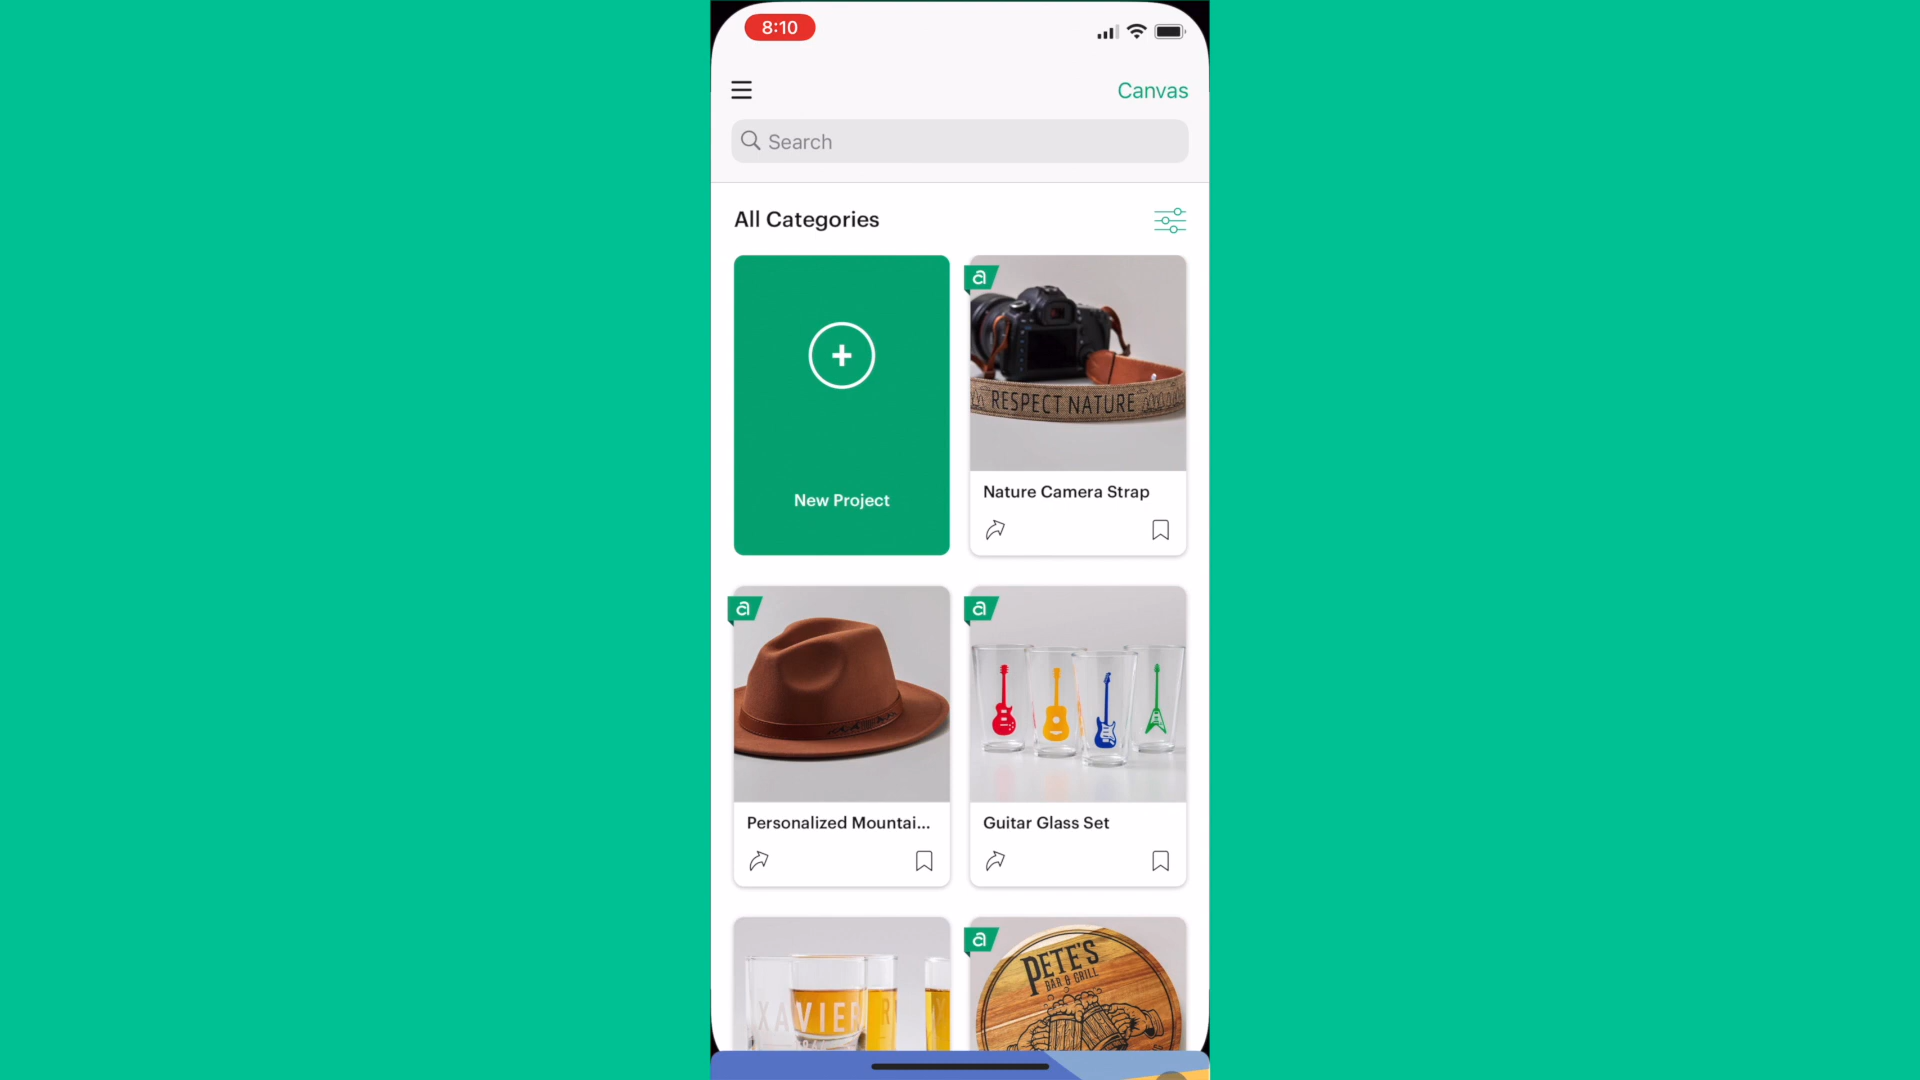 8:10
Canvas
Search
All Categories
a
RESPECT NATURE
New Project
Nature Camera Strap
a
a
Personalized Mountai...
Guitar Glass Set
a
XAVIER
PETE'S
BAR & GRILL